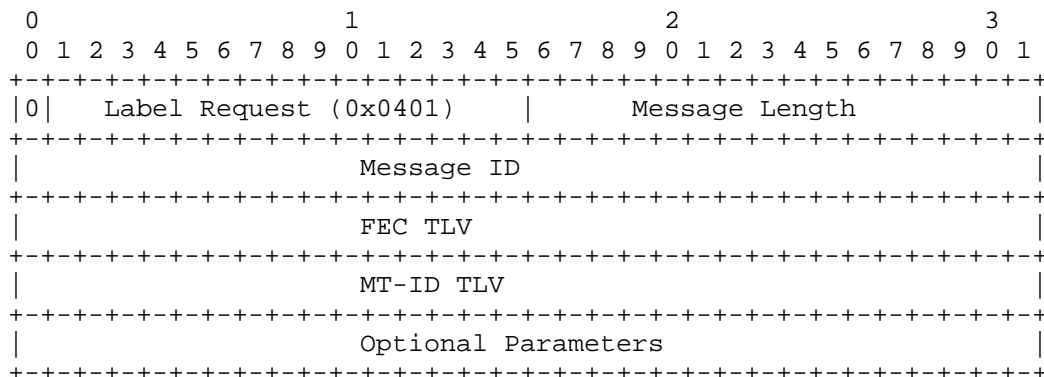 0                   1                   2                   3
 0 1 2 3 4 5 6 7 8 9 0 1 2 3 4 5 6 7 8 9 0 1 2 3 4 5 6 7 8 9 0 1
+-+-+-+-+-+-+-+-+-+-+-+-+-+-+-+-+-+-+-+-+-+-+-+-+-+-+-+-+-+-+-+-+
|0|   Label Request (0x0401)    |      Message Length           |
+-+-+-+-+-+-+-+-+-+-+-+-+-+-+-+-+-+-+-+-+-+-+-+-+-+-+-+-+-+-+-+-+
|                     Message ID                                |
+-+-+-+-+-+-+-+-+-+-+-+-+-+-+-+-+-+-+-+-+-+-+-+-+-+-+-+-+-+-+-+-+
|                     FEC TLV                                   |
+-+-+-+-+-+-+-+-+-+-+-+-+-+-+-+-+-+-+-+-+-+-+-+-+-+-+-+-+-+-+-+-+
|                     MT-ID TLV                                 |
+-+-+-+-+-+-+-+-+-+-+-+-+-+-+-+-+-+-+-+-+-+-+-+-+-+-+-+-+-+-+-+-+
|                     Optional Parameters                       |
+-+-+-+-+-+-+-+-+-+-+-+-+-+-+-+-+-+-+-+-+-+-+-+-+-+-+-+-+-+-+-+-+